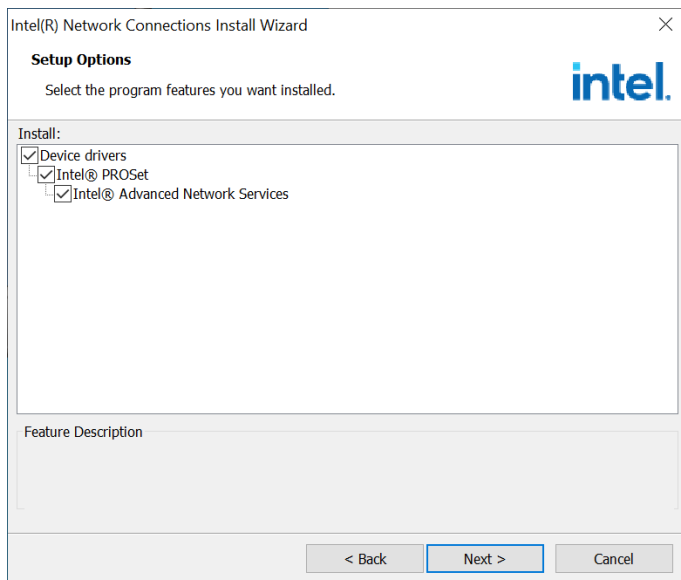 Intel(R) Network Connections Install Wizard
Setup Options
Select the program features you want installed.
intel.
Install:
Device drivers
Intel® PROSet
Intel® Advanced Network Services
Feature Description
< Back
Next >
Cancel